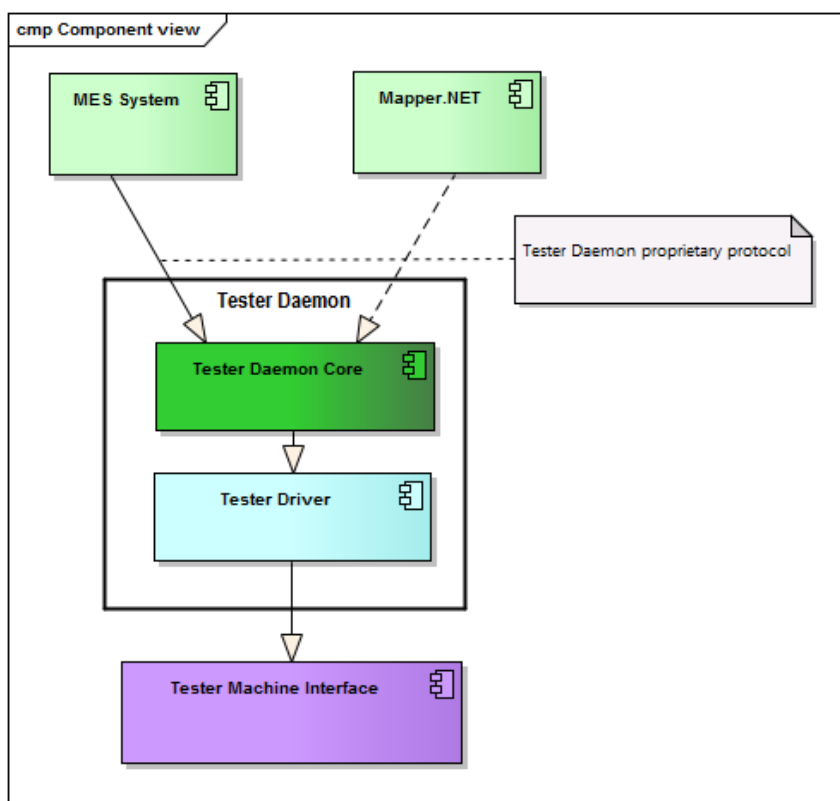 cmp Component view
MES System
Mapper.NET
Tester Daemon proprietary protocol
Tester Daemon
Tester Daemon Core
Tester Driver
Tester Machine Interface